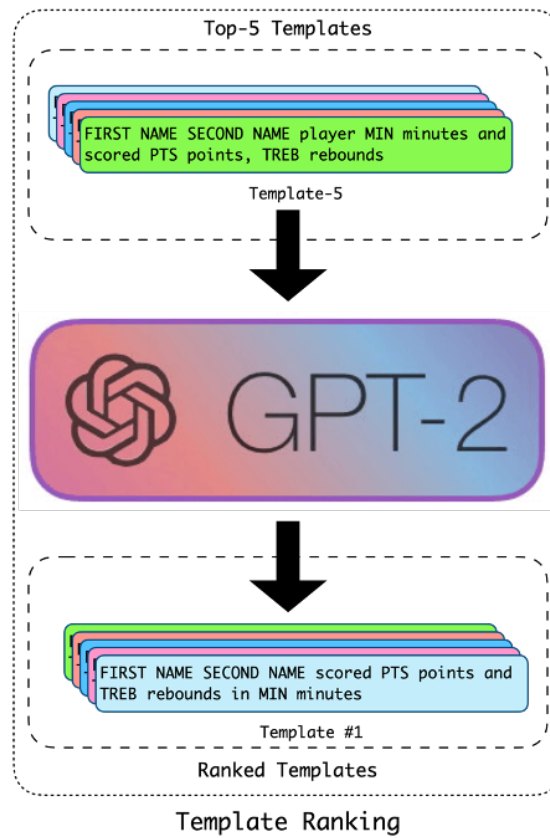 Top-5 Templates
FIRST NAME SECOND NAME player MIN minutes and
scored PTS points, TREB rebounds
Template-5
GPT-2
FIRST NAME SECOND NAME scored PTS points and
TREB rebounds in MIN minutes
Template #1
Ranked Templates
Template Ranking